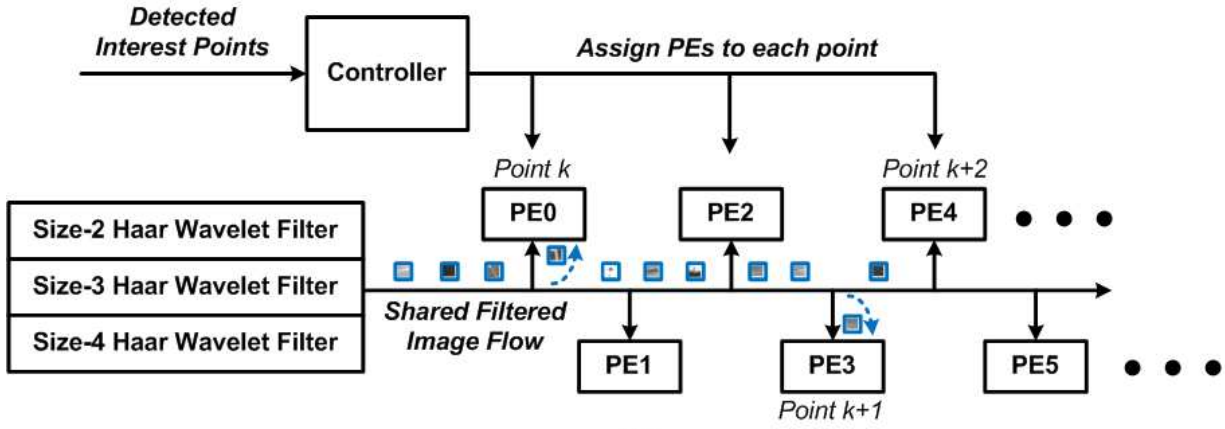 Detected
Interest Points
Controller
Assign PEs to each point
Point k
Point k+2
PE0
PE2
PE4
Size-2 Haar Wavelet Filter
Size-3 Haar Wavelet Filter
Size-4 Haar Wavelet Filter
Shared Filtered
Image Flow
PE1
PE3
PE5
Point k+1